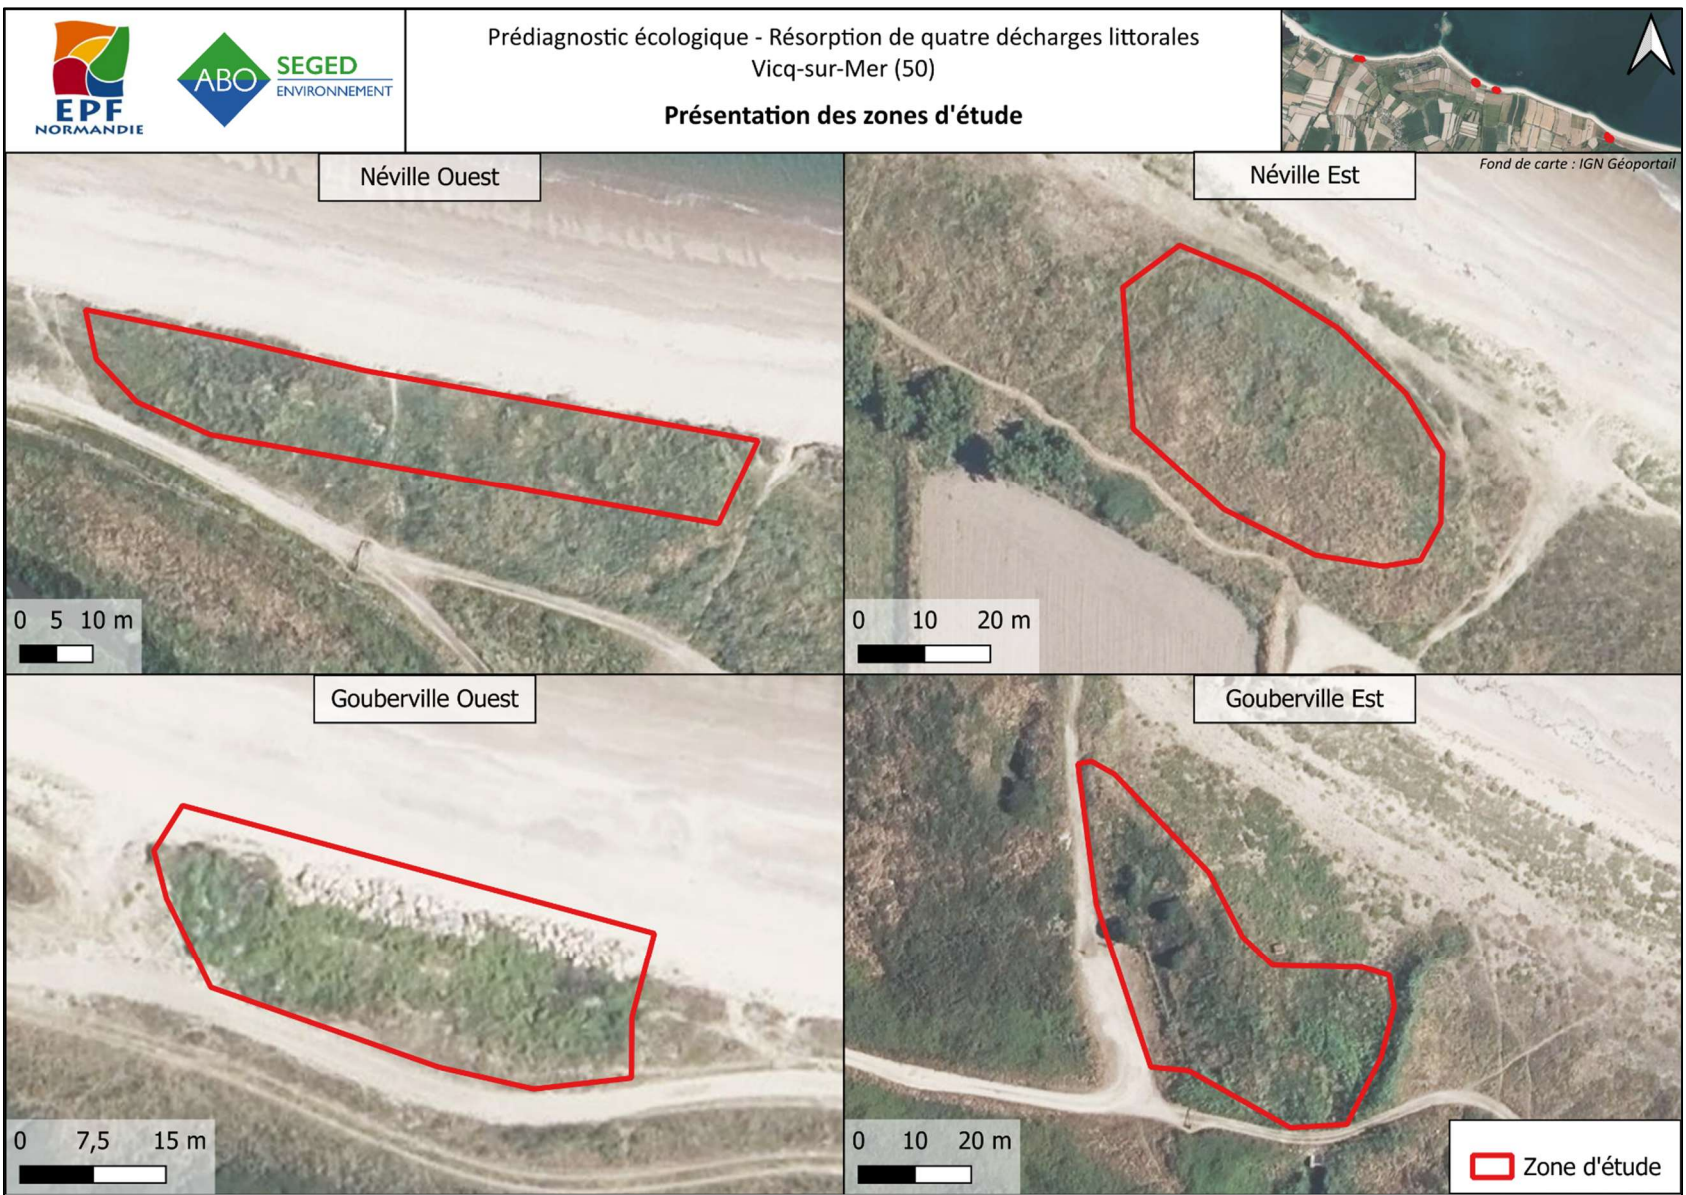 EPF
NORMANDIE
ABO
SEGED
ENVIRONNEMENT
Prédiagnostic écologique - Résorption de quatre décharges littorales
Vicq-sur-Mer (50)
Présentation des zones d'étude
Fond de carte : IGN Géoportail
Néville Ouest
0 5 10 m
Néville Est
0 10 20 m
Gouberville Ouest
0 7,5 15 m
Gouberville Est
0 10 20 m
Zone d'étude